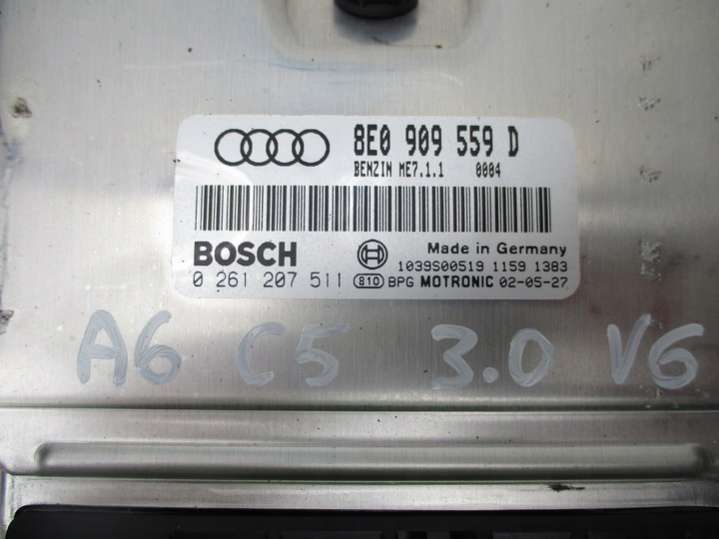 8E0 909 559 D
BENZIN ME7.1.1 0004
BOSCH
Made in Germany
1039S00519 1159 1383
0 261 207 511 810 BPG MOTRONIC 02-05-27
A6 C5 3.0 V6